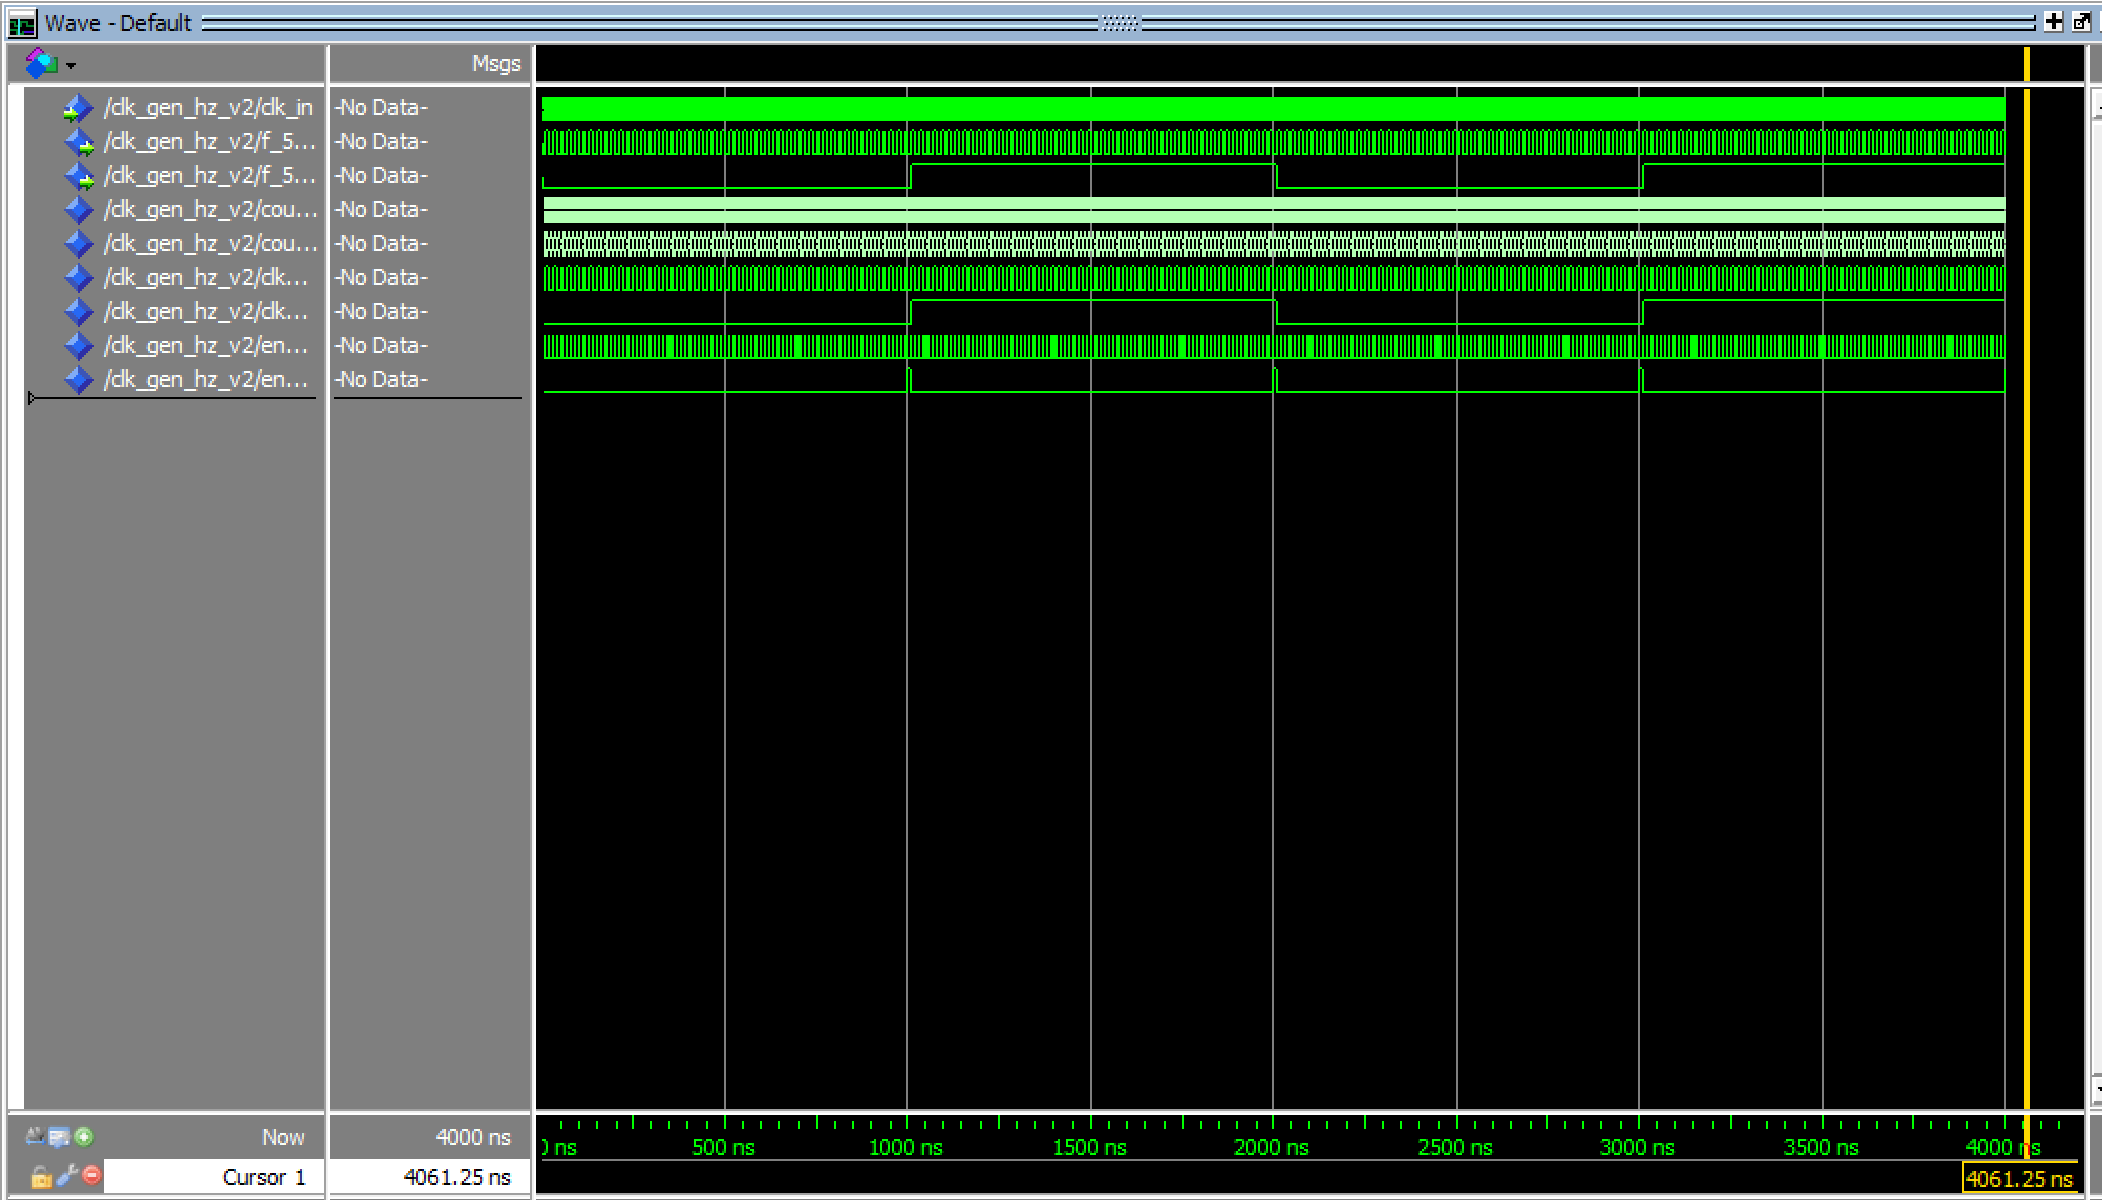 Wave - Default
Msgs
/clk_gen_hz_v2/clk_in -No Data-
/clk_gen_hz_v2/f_5... -No Data-
/clk_gen_hz_v2/f_5... -No Data-
/clk_gen_hz_v2/cou... -No Data-
/clk_gen_hz_v2/cou... -No Data-
/clk_gen_hz_v2/clk... -No Data-
/clk_gen_hz_v2/clk... -No Data-
/clk_gen_hz_v2/en... -No Data-
/clk_gen_hz_v2/en... -No Data-
Now 4000 ns ns 500 ns 1000 ns 1500 ns 2000 ns 2500 ns 3000 ns 3500 ns 4000 ns
Cursor 1 4061.25 ns 4061.25 ns